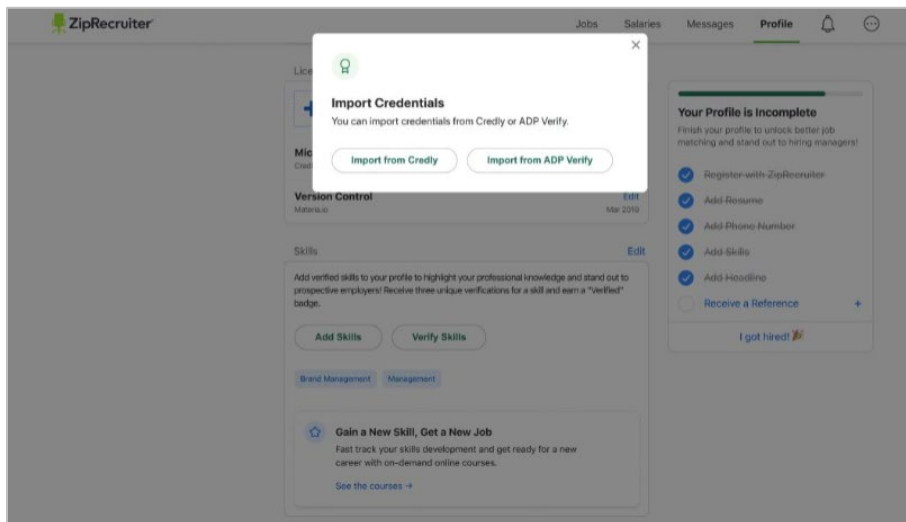 ZipRecruiter
Jobs Salaries Messages Profile
Lice
Import Credentials
You can import credentials from Credly or ADP Verify.
Import from Credly Import from ADP Verify
Mic
Cred
Version Control Edit
Materia.io Mar 2019
Skills Edit
Add verified skills to your profile to highlight your professional knowledge and stand out to
prospective employers! Receive three unique verifications for a skill and earn a "Verified"
badge.
Add Skills Verify Skills
Brand Management Management
Gain a New Skill, Get a New Job
Fast track your skills development and get ready for a new
career with on-demand online courses.
See the courses →
Your Profile is Incomplete
Finish your profile to unlock better job
matching and stand out to hiring managers!
Register with ZipRecruiter
Add Resume
Add Phone Number
Add Skills
Add Headline
Receive a Reference +
I got hired! 🎉